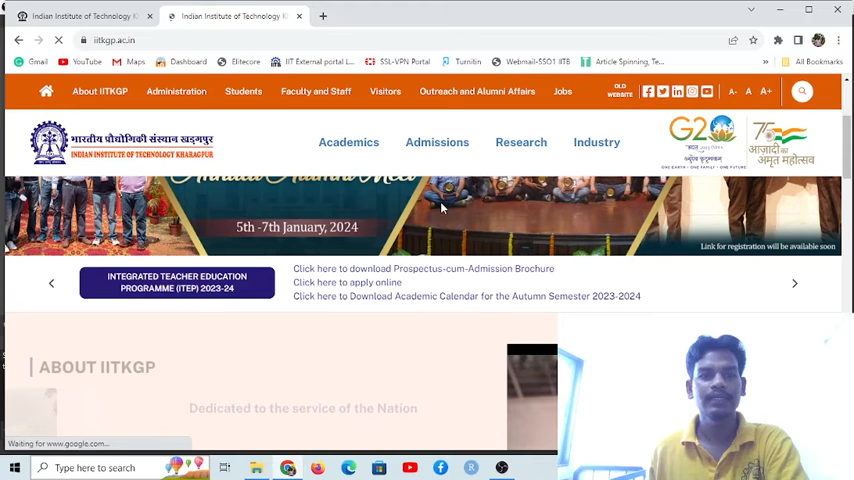 Indian Institute of Technology K
Indian Institute of Technology K
iitkgp.ac.in
Gmail
YouTube
Maps
Dashboard
Elitecore
IIT External portal L...
SSL-VPN Portal
Turnitin
Webmail-SSO1 IITB
Article Spinning, Te...
»
All Bookmarks
About IITKGP
Administration
Students
Faculty and Staff
Visitors
Outreach and Alumni Affairs
Jobs
OLD
WEBSITE
A-
A
A+
भारतीय प्रौद्योगिकी संस्थान खड़गपुर
INDIAN INSTITUTE OF TECHNOLOGY KHARAGPUR
Academics
Admissions
Research
Industry
G20
ONE EARTH • ONE FAMILY • ONE FUTURE
75
आज़ादी का
अमृत महोत्सव
Annual Alumni Meet
5th -7th January, 2024
Link for registration will be available soon
INTEGRATED TEACHER EDUCATION
PROGRAMME (ITEP) 2023-24
Click here to download Prospectus-cum-Admission Brochure
Click here to apply online
Click here to Download Academic Calendar for the Autumn Semester 2023-2024
ABOUT IITKGP
Dedicated to the service of the Nation
Waiting for www.google.com...
Type here to search